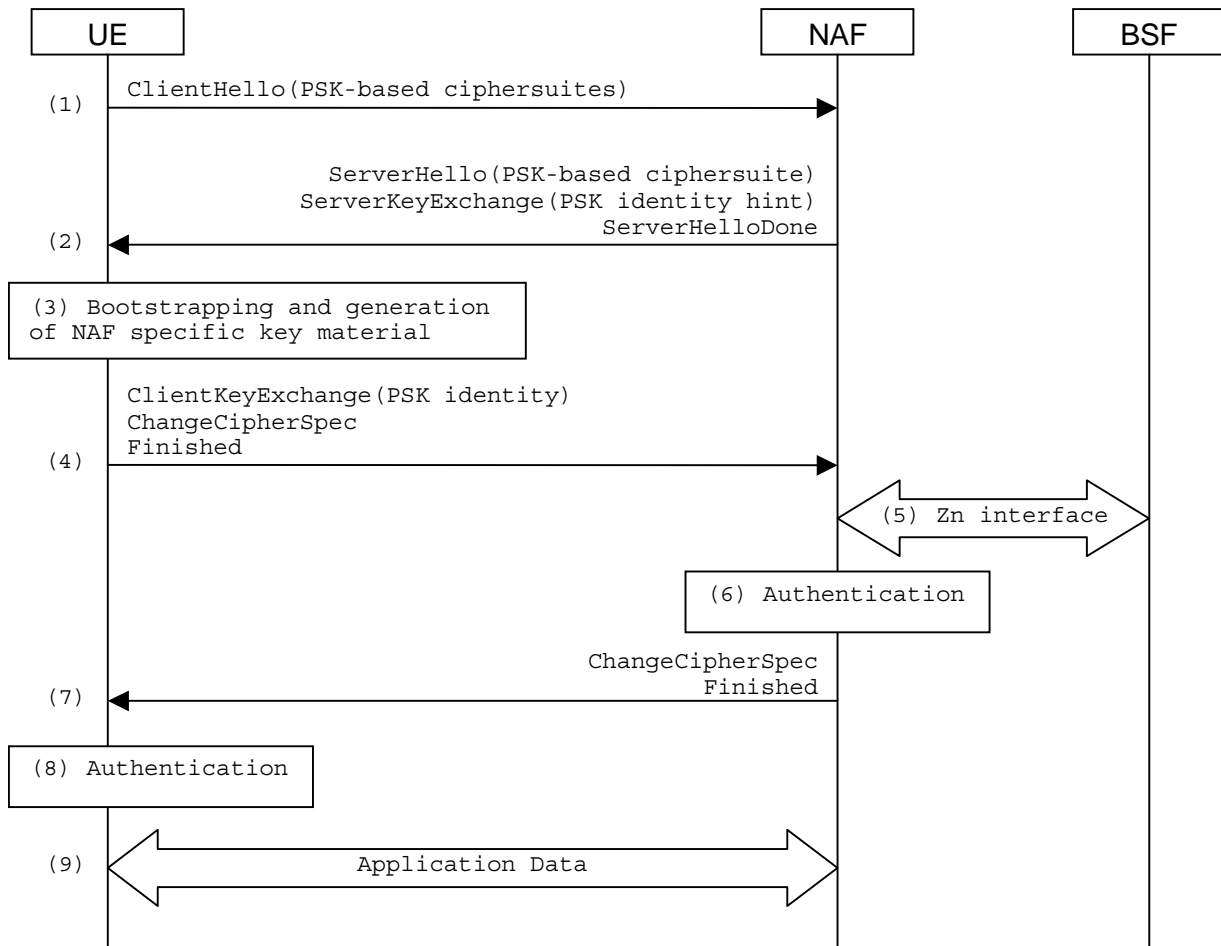 UE
NAF
BSF
ClientHello(PSK-based ciphersuites)
(1)
ServerHello(PSK-based ciphersuite)
ServerKeyExchange(PSK identity hint)
ServerHelloDone
(2)
(3) Bootstrapping and generation
of NAF specific key material
ClientKeyExchange(PSK identity)
ChangeCipherSpec
Finished
(4)
(5) Zn interface
(6) Authentication
ChangeCipherSpec
Finished
(7)
(8) Authentication
(9)
Application Data